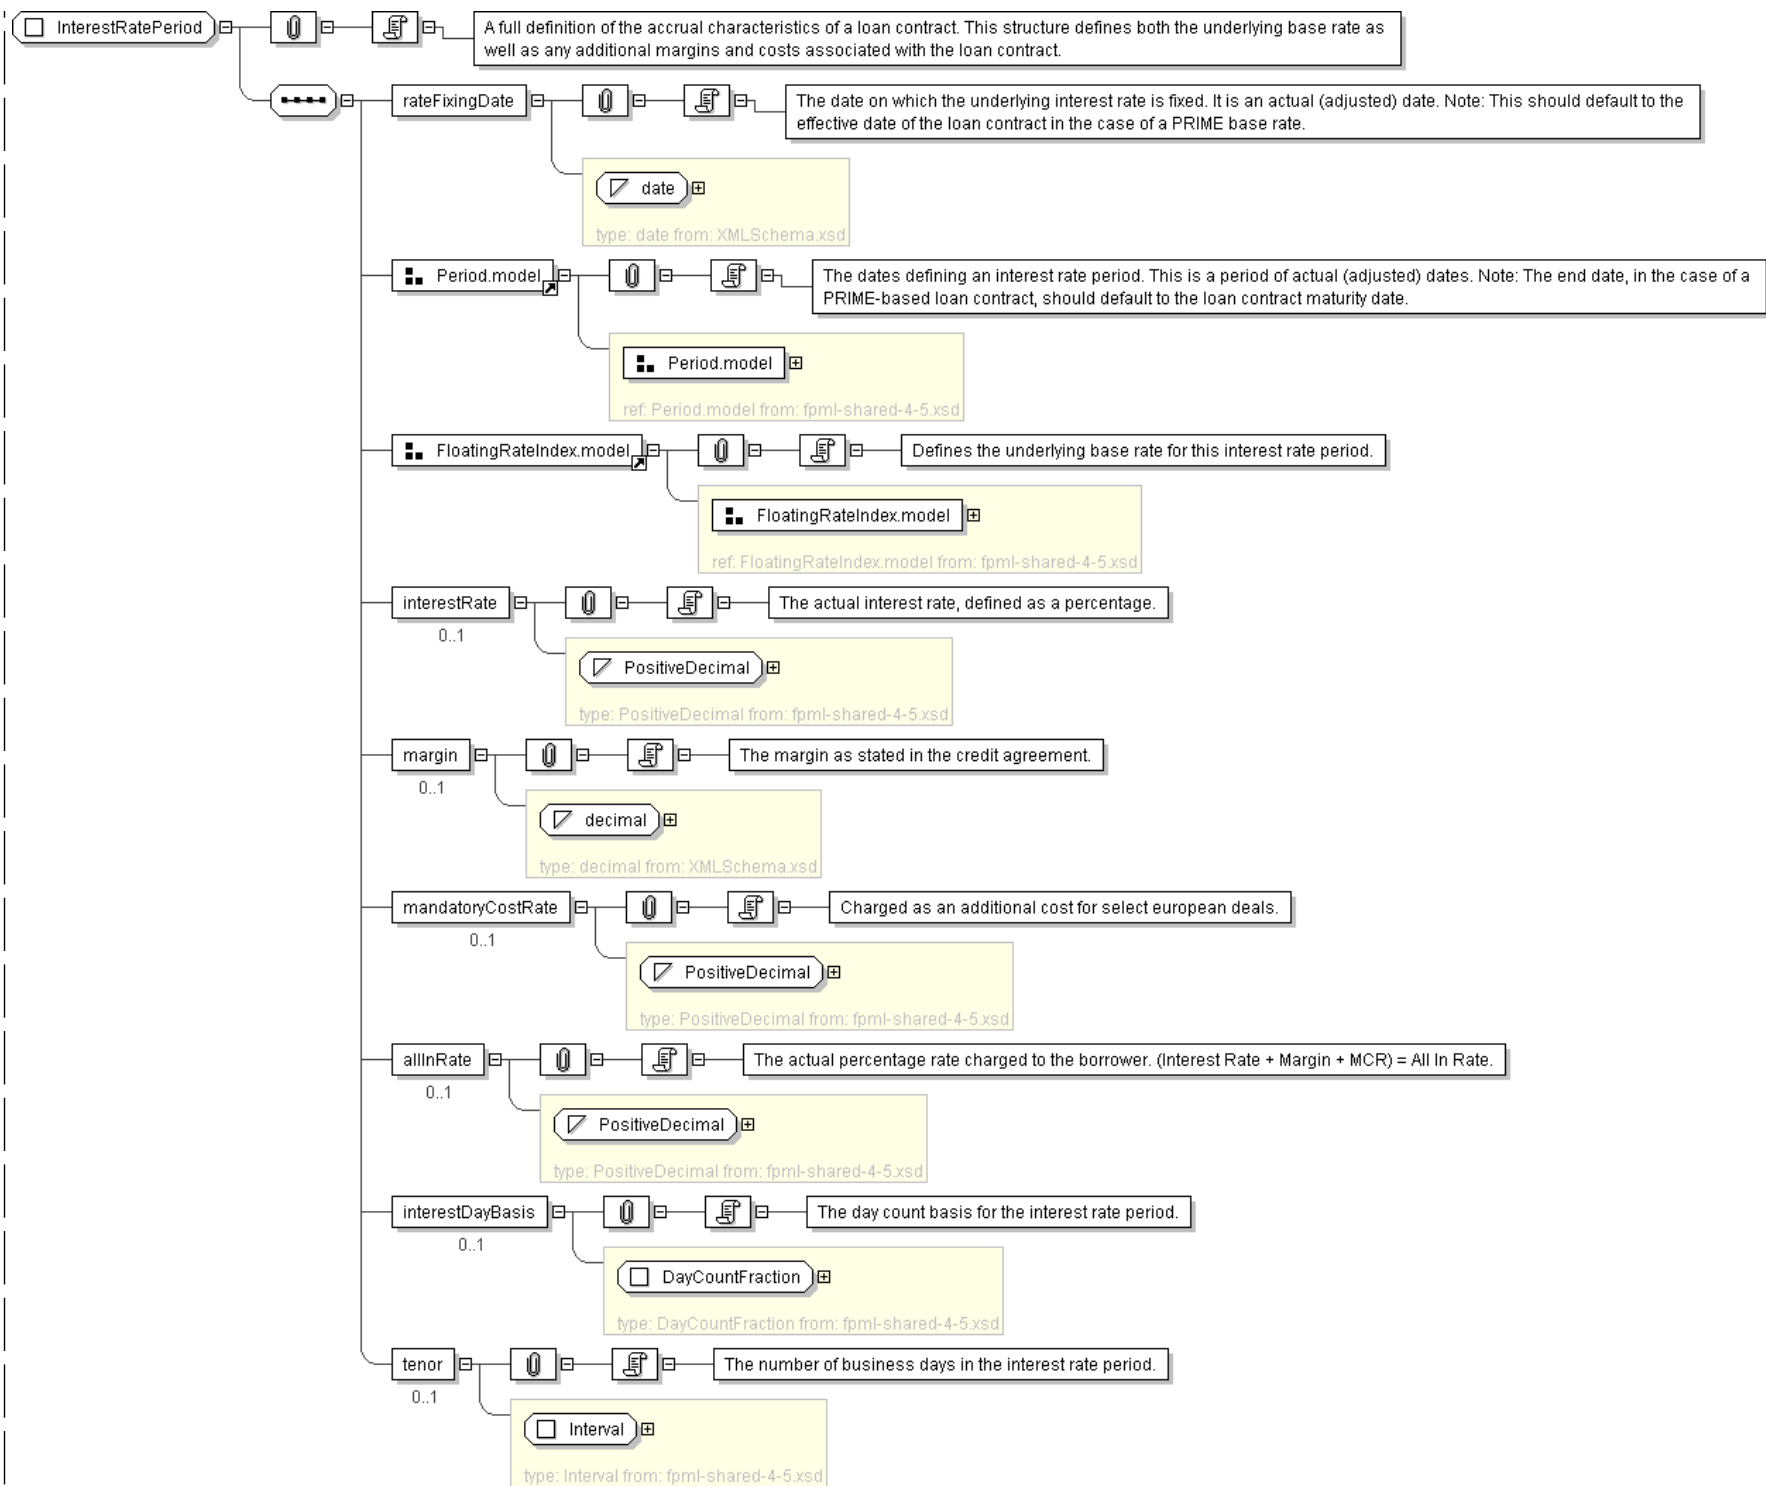 InterestRatePeriod
A full definition of the accrual characteristics of a loan contract. This structure defines both the underlying base rate as
well as any additional margins and costs associated with the loan contract.
rateFixingDate
The date on which the underlying interest rate is fixed. It is an actual (adjusted) date. Note: This should default to the
effective date of the loan contract in the case of a PRIME base rate.
date
type: date from: XMLSchema.xsd
Period.model
The dates defining an interest rate period. This is a period of actual (adjusted) dates. Note: The end date, in the case of a
PRIME-based loan contract, should default to the loan contract maturity date.
Period.model
ref: Period.model from: fpml-shared-4-5.xsd
FloatingRateIndex.model
Defines the underlying base rate for this interest rate period.
FloatingRateIndex.model
ref: FloatingRateIndex.model from: fpml-shared-4-5.xsd
interestRate
The actual interest rate, defined as a percentage.
0..1
PositiveDecimal
type: PositiveDecimal from: fpml-shared-4-5.xsd
margin
The margin as stated in the credit agreement.
0..1
decimal
type: decimal from: XMLSchema.xsd
mandatoryCostRate
Charged as an additional cost for select european deals.
0..1
PositiveDecimal
type: PositiveDecimal from: fpml-shared-4-5.xsd
allInRate
The actual percentage rate charged to the borrower. (Interest Rate + Margin + MCR) = All In Rate.
0..1
PositiveDecimal
type: PositiveDecimal from: fpml-shared-4-5.xsd
interestDayBasis
The day count basis for the interest rate period.
0..1
DayCountFraction
type: DayCountFraction from: fpml-shared-4-5.xsd
tenor
The number of business days in the interest rate period.
0..1
Interval
type: Interval from: fpml-shared-4-5.xsd